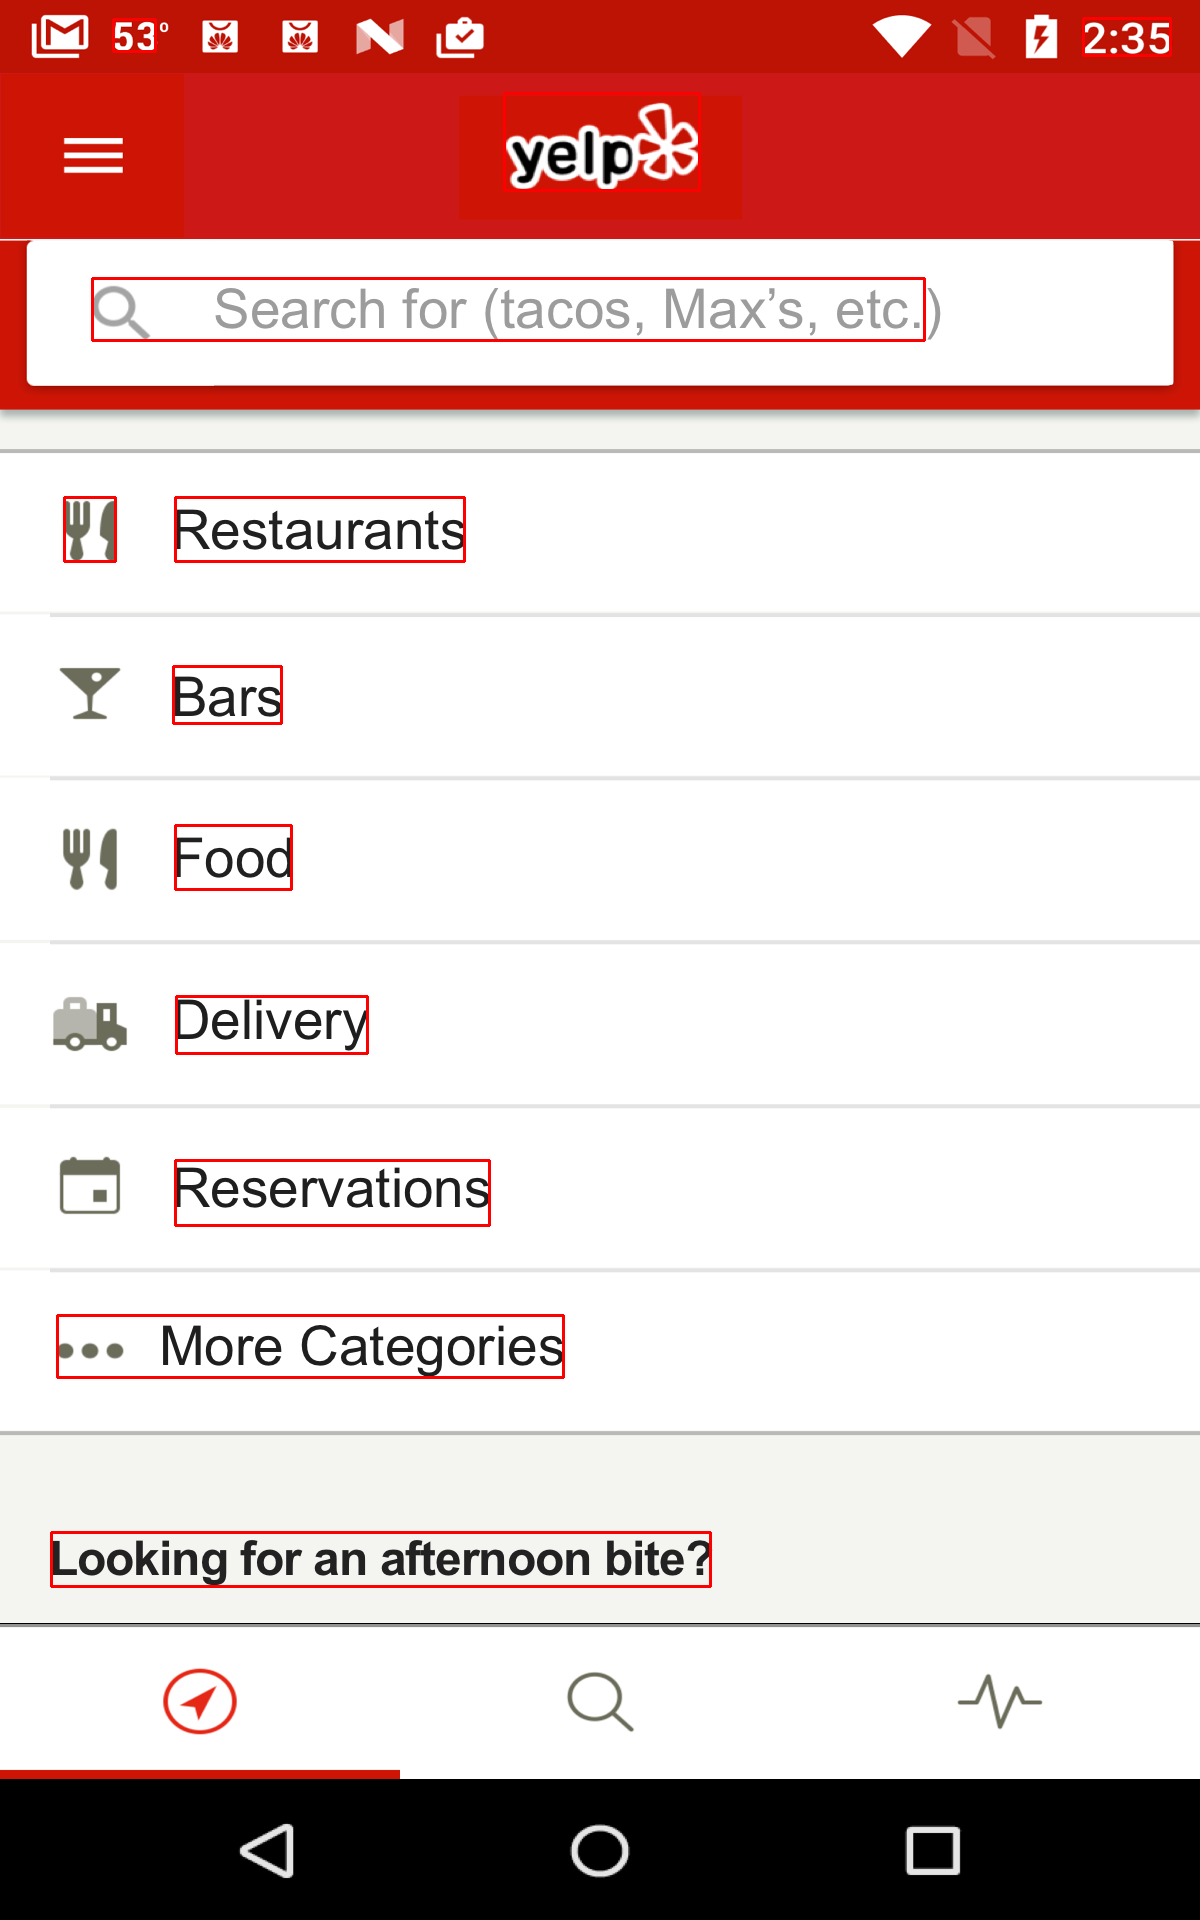 53° 2:35
yelp
Search for (tacos, Max’s, etc.)
Restaurants
Bars
Food
Delivery
Reservations
More Categories
Looking for an afternoon bite?